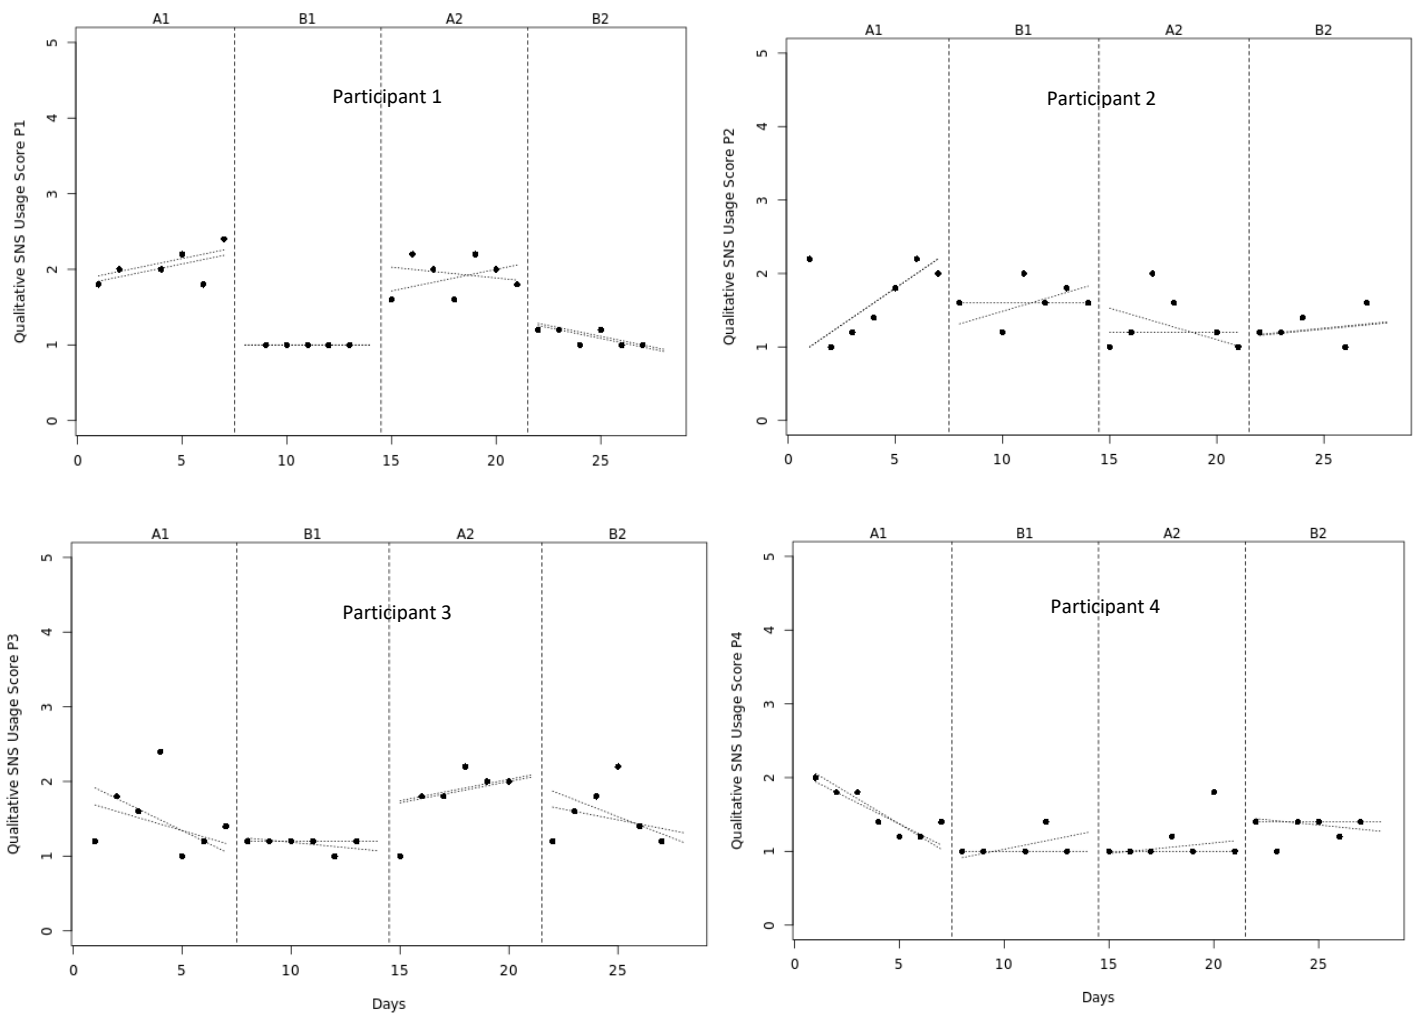 A1 B1 A2 B2
Participant 1
Qualitative SNS Usage Score P1
5
4
3
2
1
0
0 5 10 15 20 25
A1 B1 A2 B2
Participant 2
Qualitative SNS Usage Score P2
5
4
3
2
1
0
0 5 10 15 20 25
A1 B1 A2 B2
Participant 3
Qualitative SNS Usage Score P3
5
4
3
2
1
0
0 5 10 15 20 25
Days
A1 B1 A2 B2
Participant 4
Qualitative SNS Usage Score P4
5
4
3
2
1
0
0 5 10 15 20 25
Days